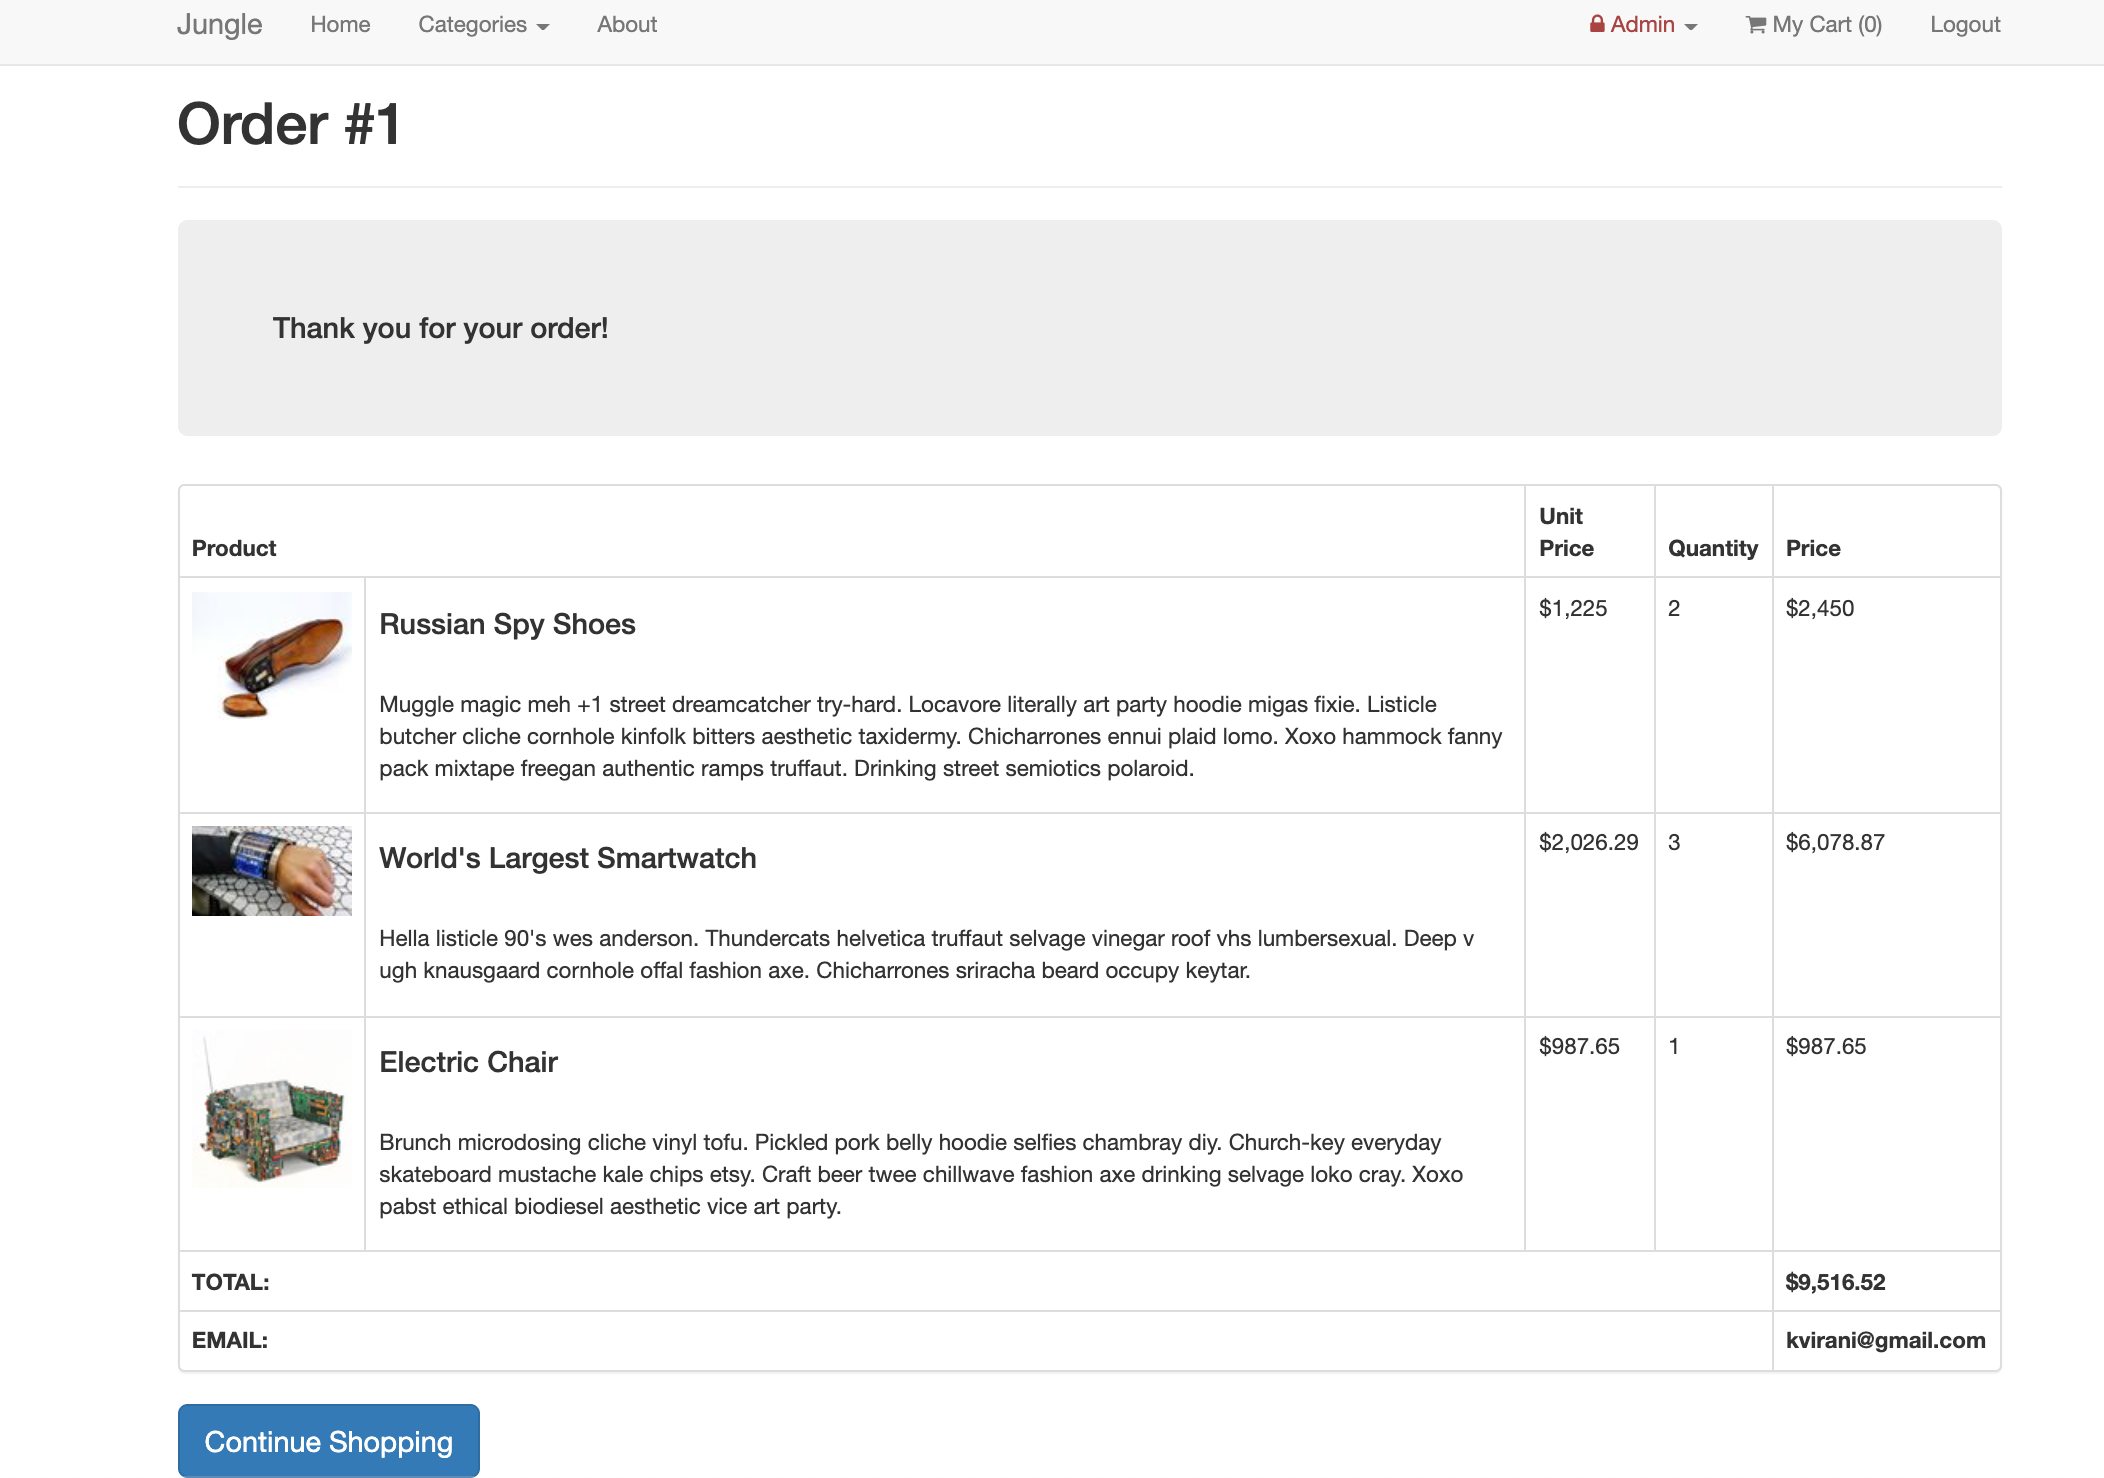 Jungle Home Categories About Admin My Cart (0) Logout
Order #1
Thank you for your order!
Product Unit Price Quantity Price
Russian Spy Shoes $1,225 2 $2,450
Muggle magic meh +1 street dreamcatcher try-hard. Locavore literally art party hoodie migas fixie. Listicle
butcher cliche cornhole kinfolk bitters aesthetic taxidermy. Chicharrones ennui plaid lomo. Xoxo hammock fanny
pack mixtape freegan authentic ramps truffaut. Drinking street semiotics polaroid.
World's Largest Smartwatch $2,026.29 3 $6,078.87
Hella listicle 90's wes anderson. Thundercats helvetica truffaut selvage vinegar roof vhs lumbersexual. Deep v
ugh knausgaard cornhole offal fashion axe. Chicharrones sriracha beard occupy keytar.
Electric Chair $987.65 1 $987.65
Brunch microdosing cliche vinyl tofu. Pickled pork belly hoodie selfies chambray diy. Church-key everyday
skateboard mustache kale chips etsy. Craft beer twee chillwave fashion axe drinking selvage loko cray. Xoxo
pabst ethical biodiesel aesthetic vice art party.
TOTAL: $9,516.52
EMAIL: kvirani@gmail.com
Continue Shopping